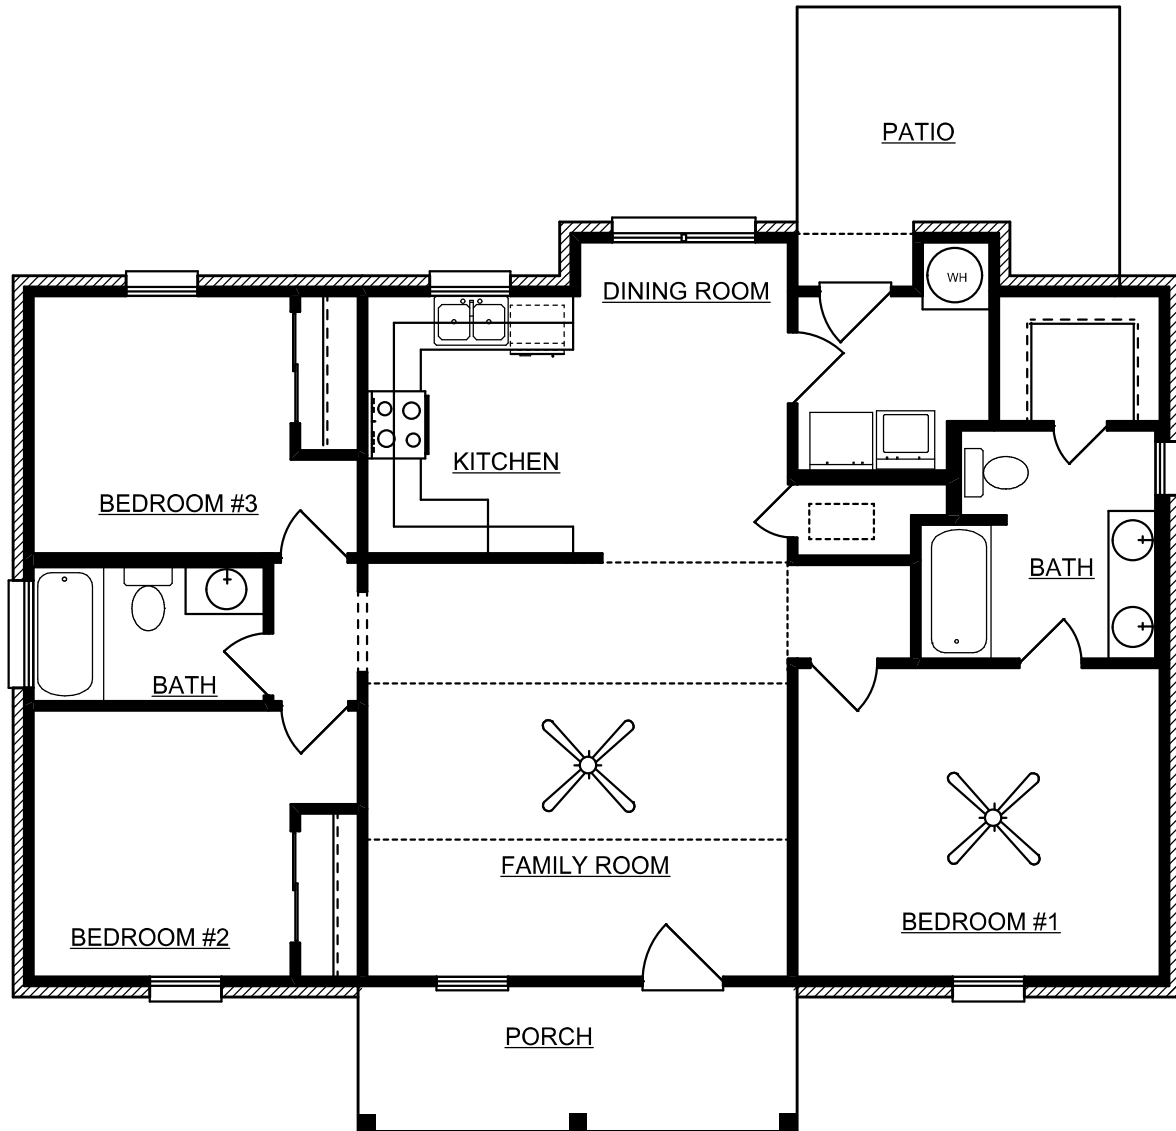 PATIO
WH
DINING ROOM
KITCHEN
BEDROOM #3
BATH
BATH
FAMILY ROOM
BEDROOM #1
BEDROOM #2
PORCH